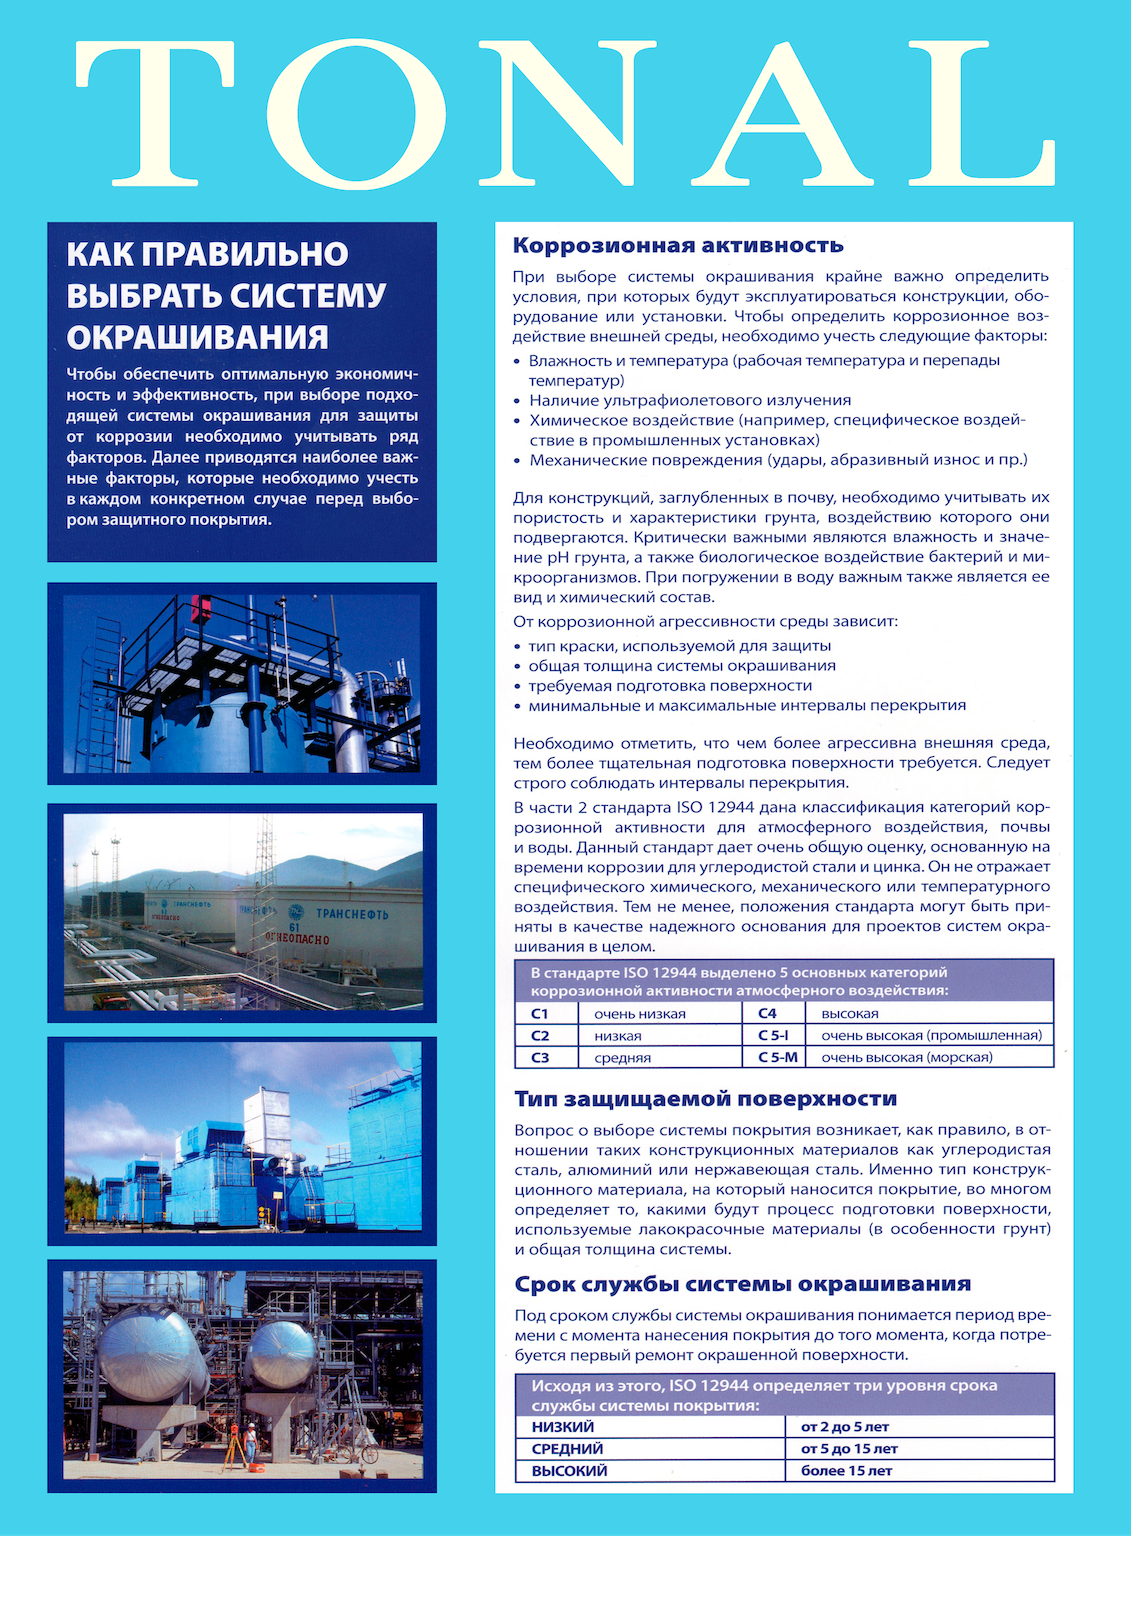 TONAL
КАК ПРАВИЛЬНО
ВЫБРАТЬ СИСТЕМУ
ОКРАШИВАНИЯ
Чтобы обеспечить оптимальную экономич-
ность и эффективность, при выборе подхо-
дящей системы окрашивания для защиты
от коррозии необходимо учитывать ряд
факторов. Далее приводятся наиболее важ-
ные факторы, которые необходимо учесть
в каждом конкретном случае перед выбо-
ром защитного покрытия.
ТРАНСНЕФТЬ
ТРАНСНЕФТЬ
61
ОГНЕОПАСНО
Коррозионная активность
При выборе системы окрашивания крайне важно определить
условия, при которых будут эксплуатироваться конструкции, обо-
рудование или установки. Чтобы определить коррозионное воз-
действие внешней среды, необходимо учесть следующие факторы:
• Влажность и температура (рабочая температура и перепады
температур)
• Наличие ультрафиолетового излучения
• Химическое воздействие (например, специфическое воздей-
ствие в промышленных установках)
• Механические повреждения (удары, абразивный износ и пр.)
Для конструкций, заглубленных в почву, необходимо учитывать их
пористость и характеристики грунта, воздействию которого они
подвергаются. Критически важными являются влажность и значе-
ние pH грунта, а также биологическое воздействие бактерий и ми-
кроорганизмов. При погружении в воду важным также является ее
вид и химический состав.
От коррозионной агрессивности среды зависит:
• тип краски, используемой для защиты
• общая толщина системы окрашивания
• требуемая подготовка поверхности
• минимальные и максимальные интервалы перекрытия
Необходимо отметить, что чем более агрессивна внешняя среда,
тем более тщательная подготовка поверхности требуется. Следует
строго соблюдать интервалы перекрытия.
В части 2 стандарта ISO 12944 дана классификация категорий кор-
розионной активности для атмосферного воздействия, почвы
и воды. Данный стандарт дает очень общую оценку, основанную на
времени коррозии для углеродистой стали и цинка. Он не отражает
специфического химического, механического или температурного
воздействия. Тем не менее, положения стандарта могут быть при-
няты в качестве надежного основания для проектов систем окра-
шивания в целом.
В стандарте ISO 12944 выделено 5 основных категорий
коррозионной активности атмосферного воздействия:
C1 очень низкая C4 высокая
C2 низкая C 5-I очень высокая (промышленная)
C3 средняя C 5-M очень высокая (морская)
Тип защищаемой поверхности
Вопрос о выборе системы покрытия возникает, как правило, в от-
ношении таких конструкционных материалов как углеродистая
сталь, алюминий или нержавеющая сталь. Именно тип конструк-
ционного материала, на который наносится покрытие, во многом
определяет то, какими будут процесс подготовки поверхности,
используемые лакокрасочные материалы (в особенности грунт)
и общая толщина системы.
Срок службы системы окрашивания
Под сроком службы системы окрашивания понимается период вре-
мени с момента нанесения покрытия до того момента, когда потре-
буется первый ремонт окрашенной поверхности.
Исходя из этого, ISO 12944 определяет три уровня срока
службы системы покрытия:
НИЗКИЙ от 2 до 5 лет
СРЕДНИЙ от 5 до 15 лет
ВЫСОКИЙ более 15 лет